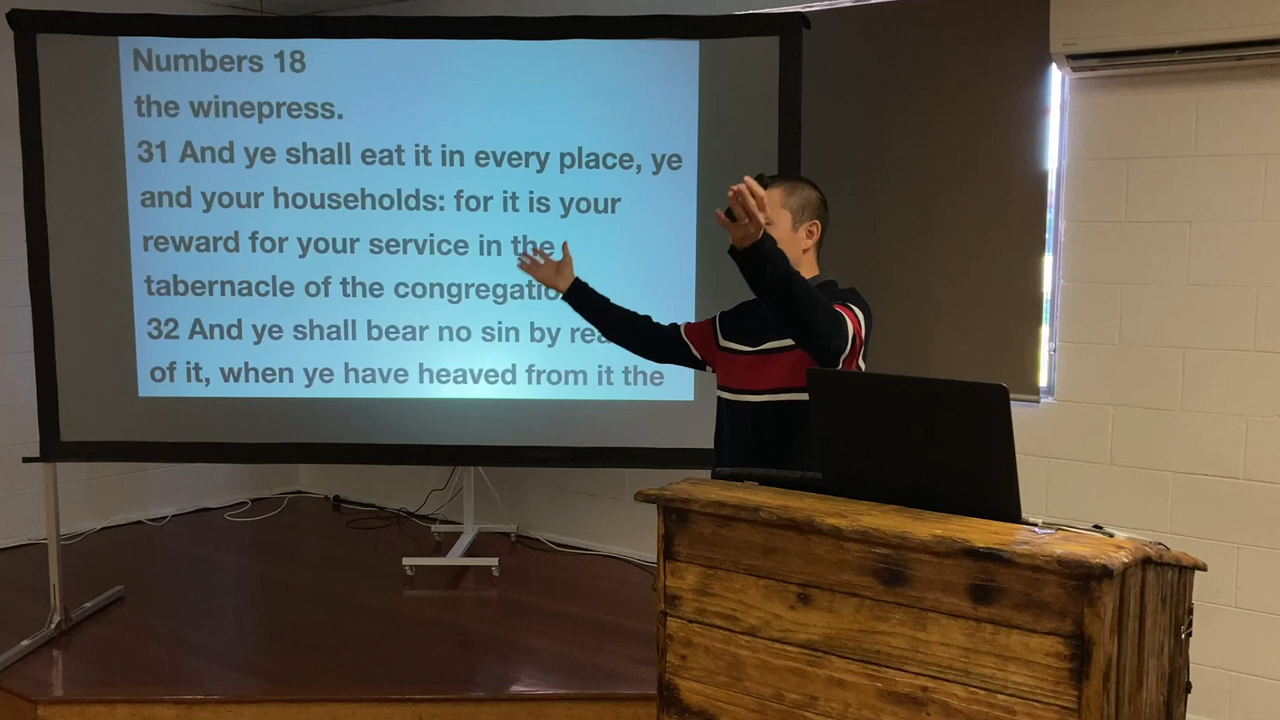 Numbers 18
the winepress.
31 And ye shall eat it in every place, ye
and your households: for it is your
reward for your service in the
tabernacle of the
32 And ye shall bear no sin by
of it, when ye have heaved from it the